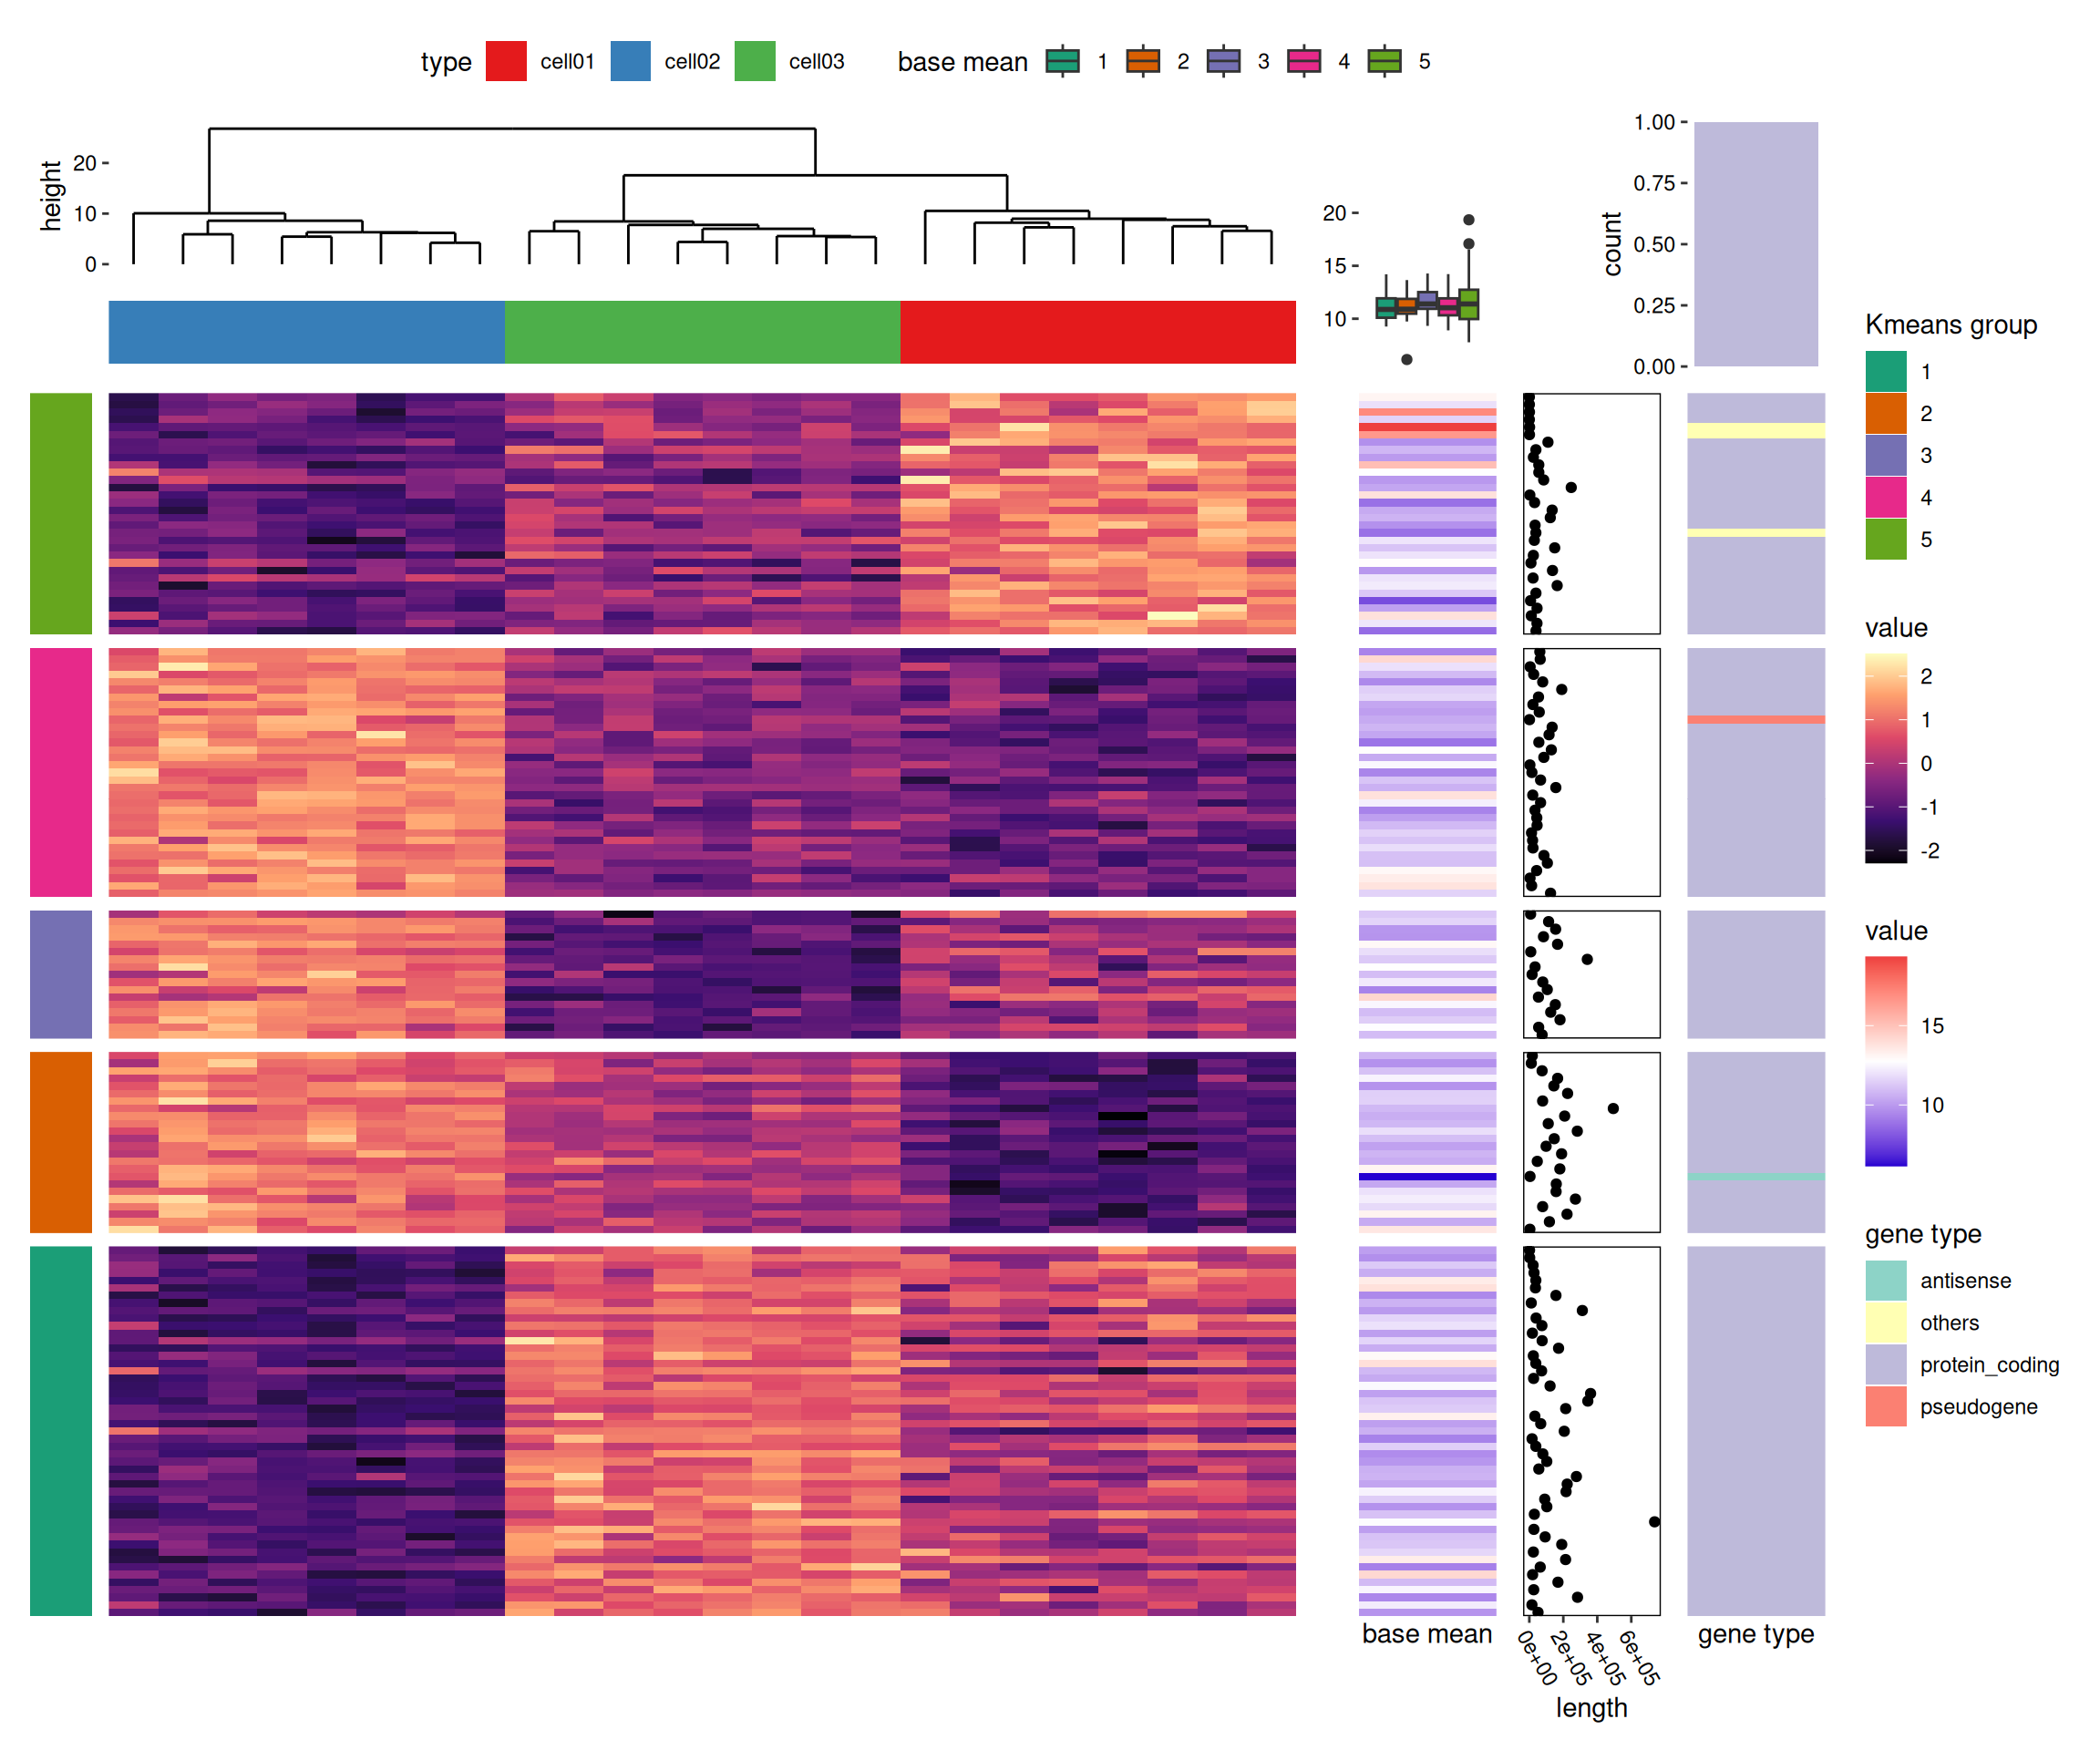 type cell01 cell02 cell03 base mean 1 2 3 4 5
height
20
10
0
20
15
10
count
1.00
0.75
0.50
0.25
0.00
Kmeans group
1
2
3
4
5
value
2
1
0
-1
-2
value
15
10
gene type
antisense
others
protein_coding
pseudogene
base mean
0e+00
2e+05
4e+05
6e+05
length
gene type